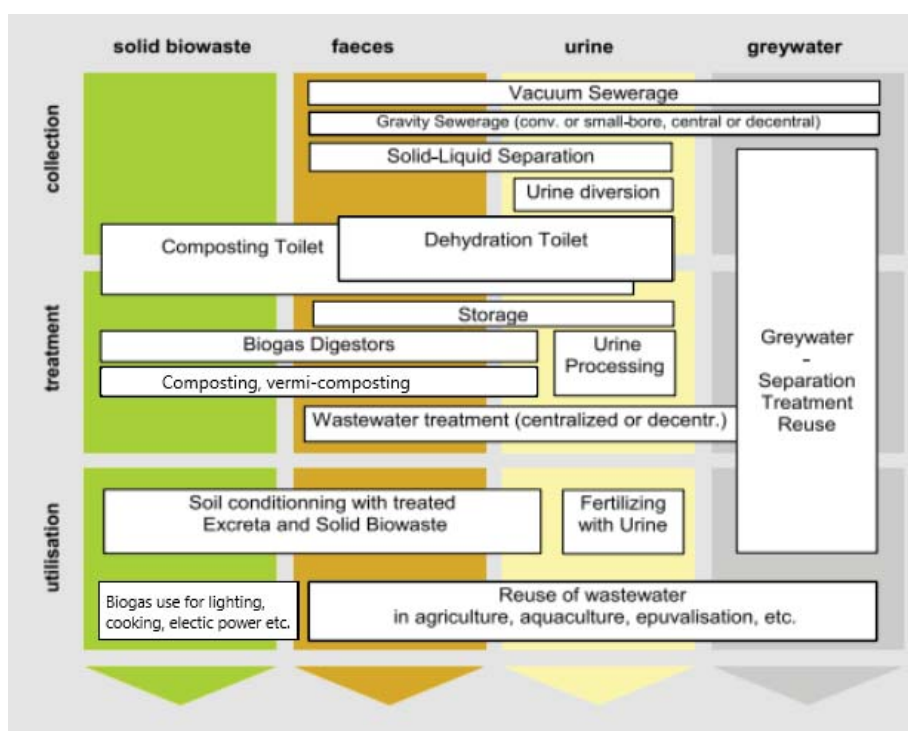 solid biowaste
faeces
urine
greywater
collection
Vacuum Sewerage
Gravity Sewerage (conv. or small-bore, central or decentral)
Solid-Liquid Separation
Urine diversion
Composting Toilet
Dehydration Toilet
treatment
Storage
Biogas Digestors
Urine
Processing
Composting, vermi-composting
Wastewater treatment (centralized or decentr.)
Greywater
-
Separation
Treatment
Reuse
utilisation
Soil conditionning with treated
Excreta and Solid Biowaste
Fertilizing
with Urine
Biogas use for lighting,
cooking, electic power etc.
Reuse of wastewater
in agriculture, aquaculture, epuvalisation, etc.